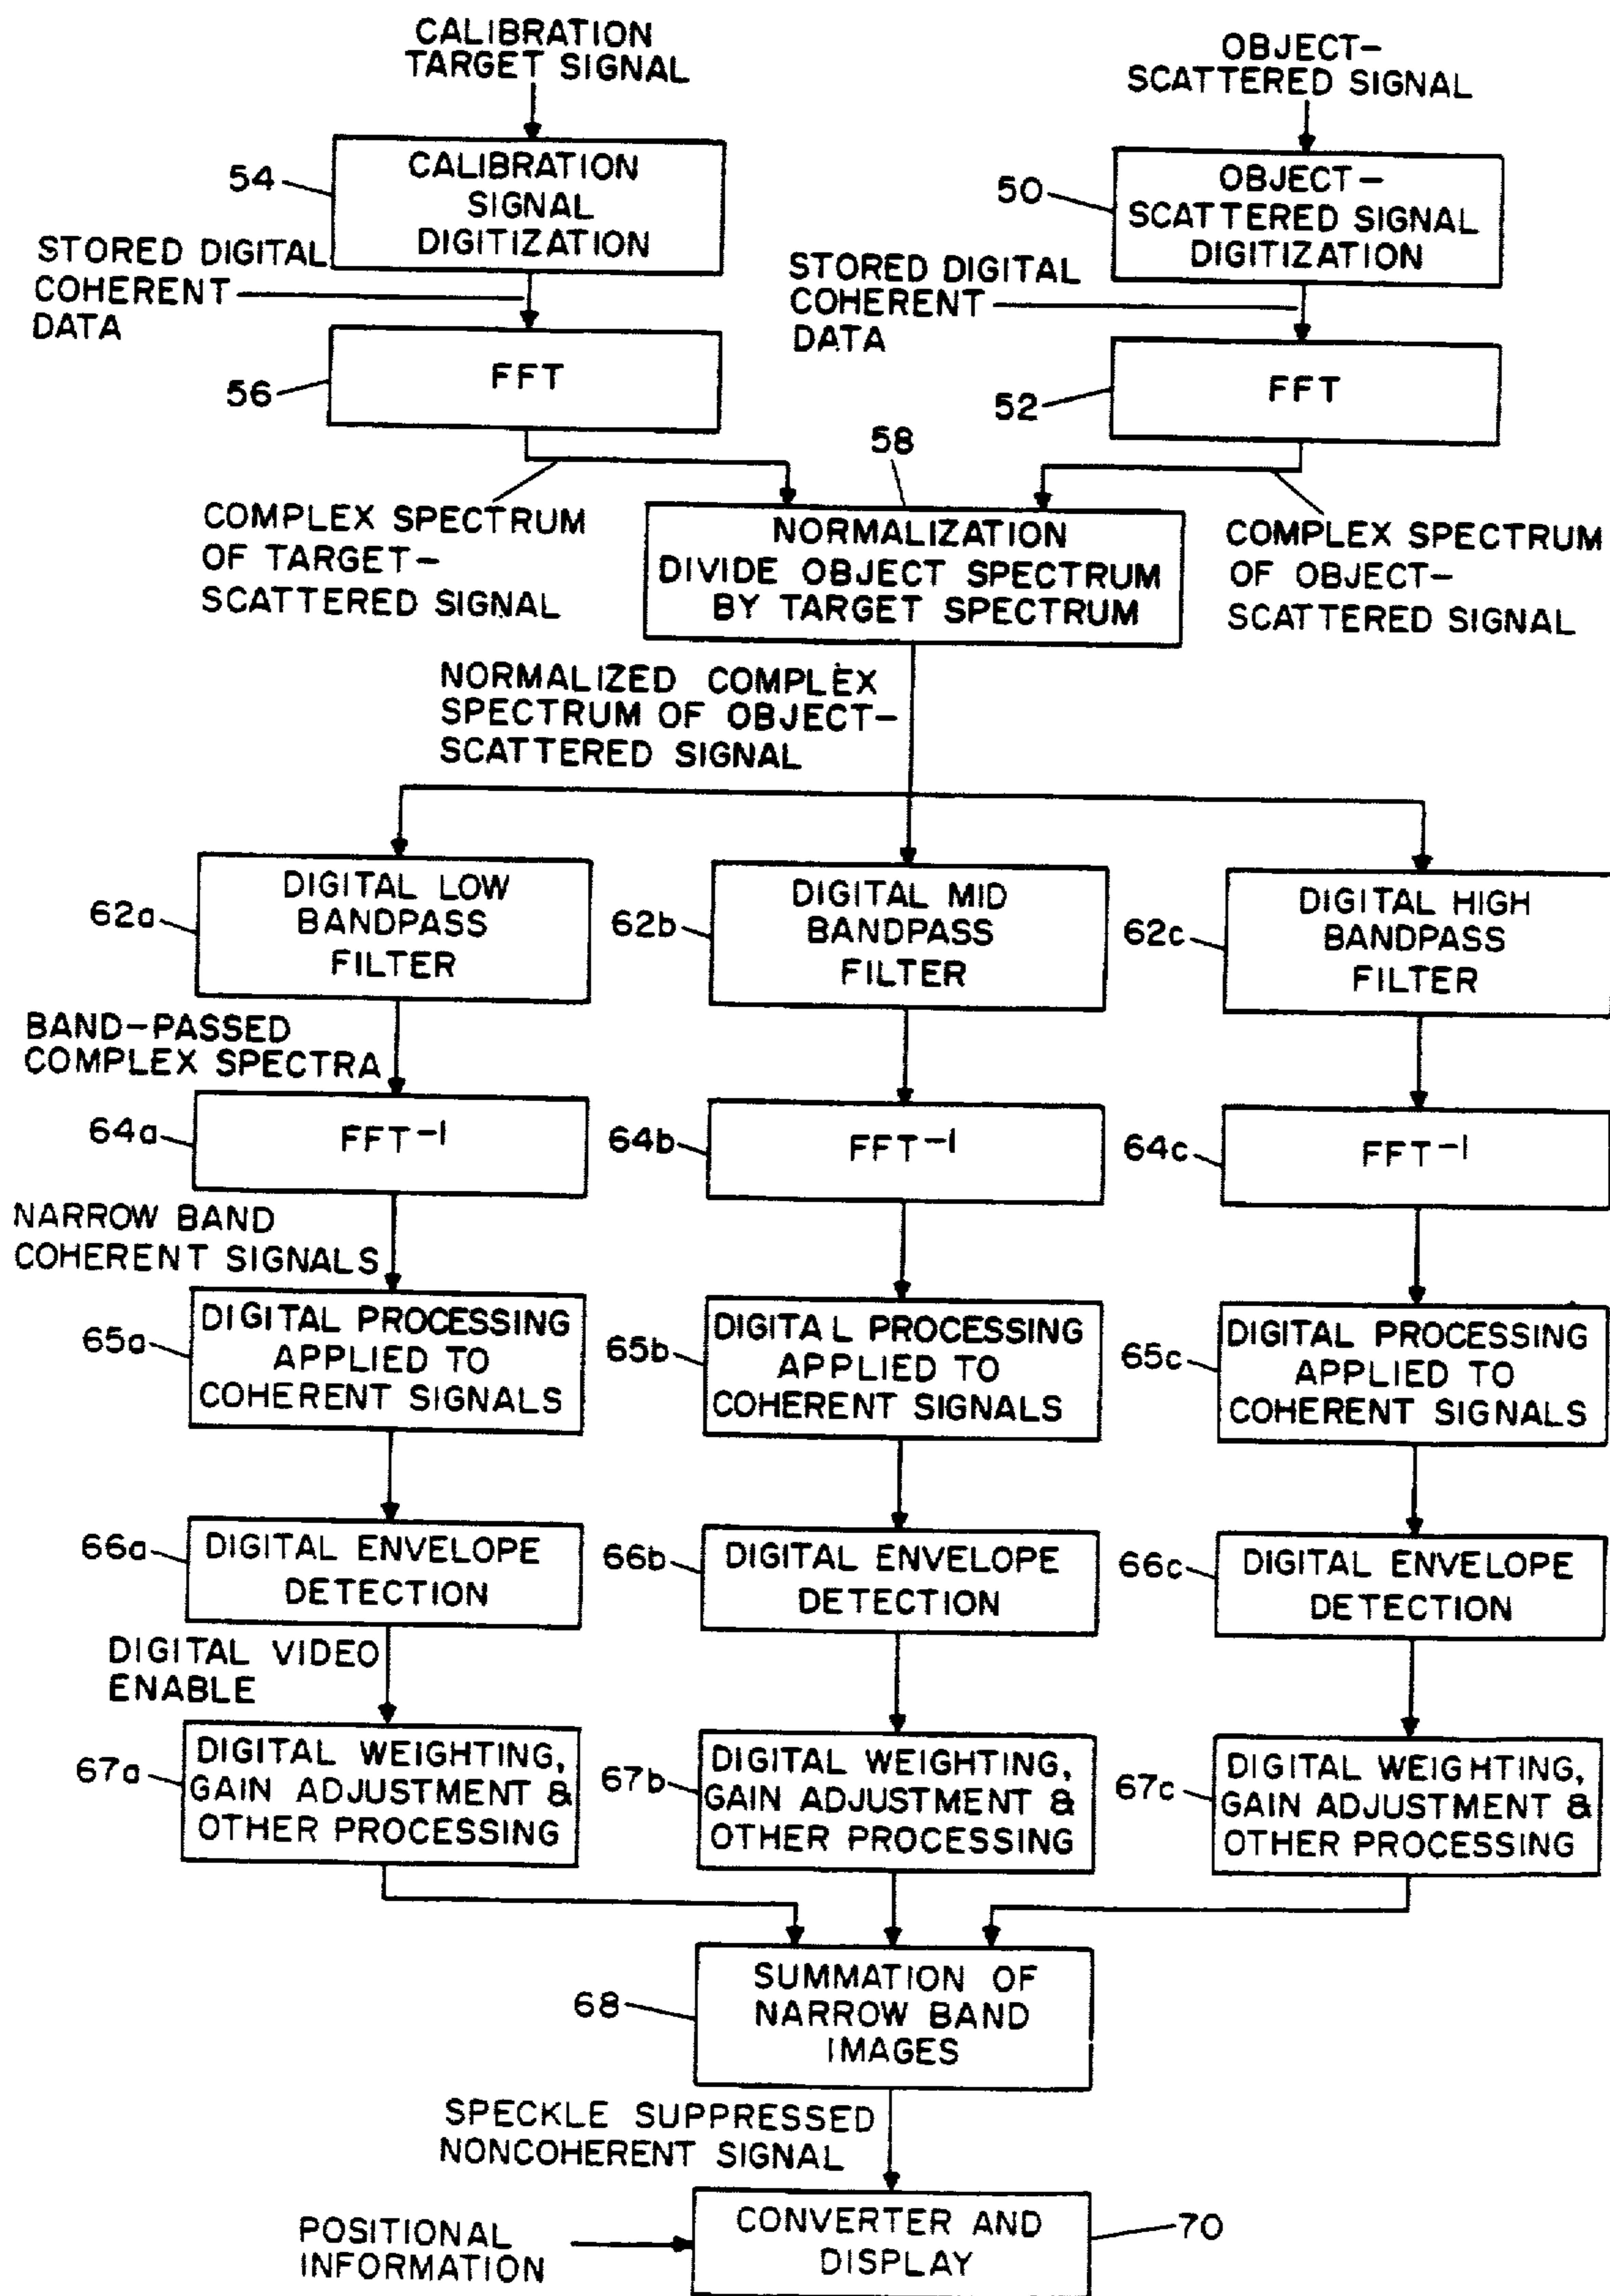 CALIBRATION
TARGET SIGNAL
OBJECT-
SCATTERED SIGNAL
54
CALIBRATION
SIGNAL
DIGITIZATION
50
OBJECT-
SCATTERED SIGNAL
DIGITIZATION
STORED DIGITAL
COHERENT
DATA
STORED DIGITAL
COHERENT
DATA
56
FFT
52
FFT
58
COMPLEX SPECTRUM
OF TARGET-
SCATTERED SIGNAL
NORMALIZATION
DIVIDE OBJECT SPECTRUM
BY TARGET SPECTRUM
COMPLEX SPECTRUM
OF OBJECT-
SCATTERED SIGNAL
NORMALIZED COMPLEX
SPECTRUM OF OBJECT-
SCATTERED SIGNAL
62a
DIGITAL LOW
BANDPASS
FILTER
62b
DIGITAL MID
BANDPASS
FILTER
62c
DIGITAL HIGH
BANDPASS
FILTER
BAND-PASSED
COMPLEX SPECTRA
64a
FFT⁻¹
64b
FFT⁻¹
64c
FFT⁻¹
NARROW BAND
COHERENT SIGNALS
65a
DIGITAL PROCESSING
APPLIED TO
COHERENT SIGNALS
65b
DIGITAL PROCESSING
APPLIED TO
COHERENT SIGNALS
65c
DIGITAL PROCESSING
APPLIED TO
COHERENT SIGNALS
66a
DIGITAL ENVELOPE
DETECTION
66b
DIGITAL ENVELOPE
DETECTION
66c
DIGITAL ENVELOPE
DETECTION
DIGITAL VIDEO
ENABLE
67a
DIGITAL WEIGHTING,
GAIN ADJUSTMENT &
OTHER PROCESSING
67b
DIGITAL WEIGHTING,
GAIN ADJUSTMENT &
OTHER PROCESSING
67c
DIGITAL WEIGHTING,
GAIN ADJUSTMENT &
OTHER PROCESSING
68
SUMMATION OF
NARROW BAND
IMAGES
SPECKLE SUPPRESSED
NONCOHERENT SIGNAL
POSITIONAL
INFORMATION
CONVERTER AND
DISPLAY
70